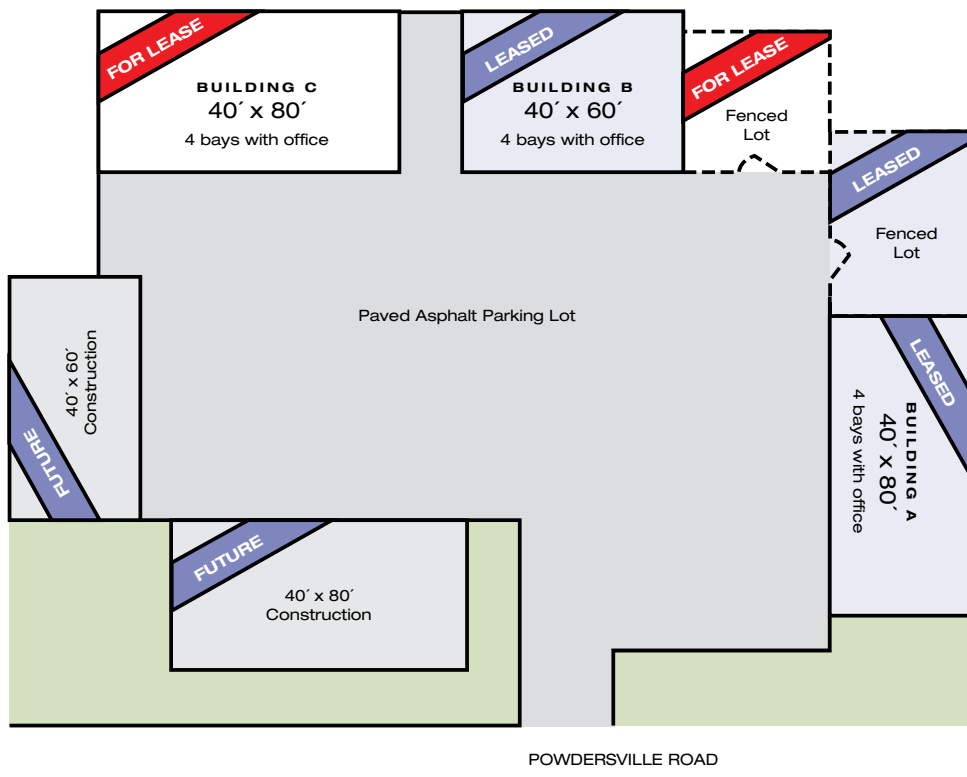 FOR LEASE
BUILDING C
40´ x 80´
4 bays with office
LEASED
BUILDING B
40´ x 60´
4 bays with office
FOR LEASE
Fenced
Lot
LEASED
Fenced
Lot
Paved Asphalt Parking Lot
40´ x 60´
Construction
FUTURE
LEASED
BUILDING A
40´ x 80´
4 bays with office
FUTURE
40´ x 80´
Construction
POWDERSVILLE ROAD